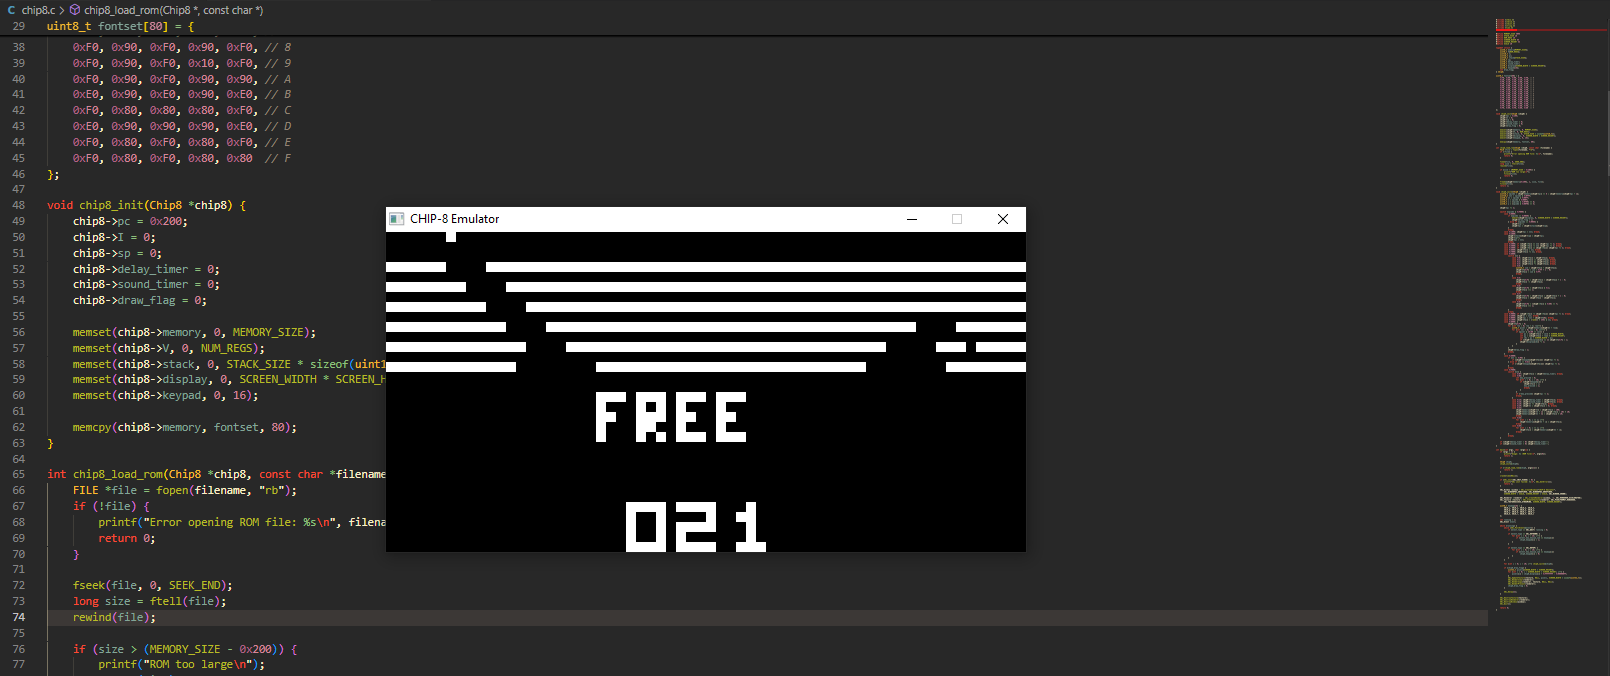 C chip8.c > chip8_load_rom(Chip8 *, const char *)
29 uint8_t fontset[80] = {
38 0xF0, 0x90, 0xF0, 0x90, 0xF0, // 8
39 0xF0, 0x90, 0xF0, 0x10, 0xF0, // 9
40 0xF0, 0x90, 0xF0, 0x90, 0x90, // A
41 0xE0, 0x90, 0xE0, 0x90, 0xE0, // B
42 0xF0, 0x80, 0x80, 0x80, 0xF0, // C
43 0xE0, 0x90, 0x90, 0x90, 0xE0, // D
44 0xF0, 0x80, 0xF0, 0x80, 0xF0, // E
45 0xF0, 0x80, 0xF0, 0x80, 0x80 // F
46 };
47
48 void chip8_init(Chip8 *chip8) {
49 chip8->pc = 0x200;
50 chip8->I = 0;
51 chip8->sp = 0;
52 chip8->delay_timer = 0;
53 chip8->sound_timer = 0;
54 chip8->draw_flag = 0;
55
56 memset(chip8->memory, 0, MEMORY_SIZE);
57 memset(chip8->V, 0, NUM_REGS);
58 memset(chip8->stack, 0, STACK_SIZE * sizeof(uint1
59 memset(chip8->display, 0, SCREEN_WIDTH * SCREEN_H
60 memset(chip8->keypad, 0, 16);
61
62 memcpy(chip8->memory, fontset, 80);
63 }
64
65 int chip8_load_rom(Chip8 *chip8, const char *filename
66 FILE *file = fopen(filename, "rb");
67 if (!file) {
68 printf("Error opening ROM file: %s\n", filena
69 return 0;
70 }
71
72 fseek(file, 0, SEEK_END);
73 long size = ftell(file);
74 rewind(file);
75
76 if (size > (MEMORY_SIZE - 0x200)) {
77 printf("ROM too large\n");
CHIP-8 Emulator
FREE
021